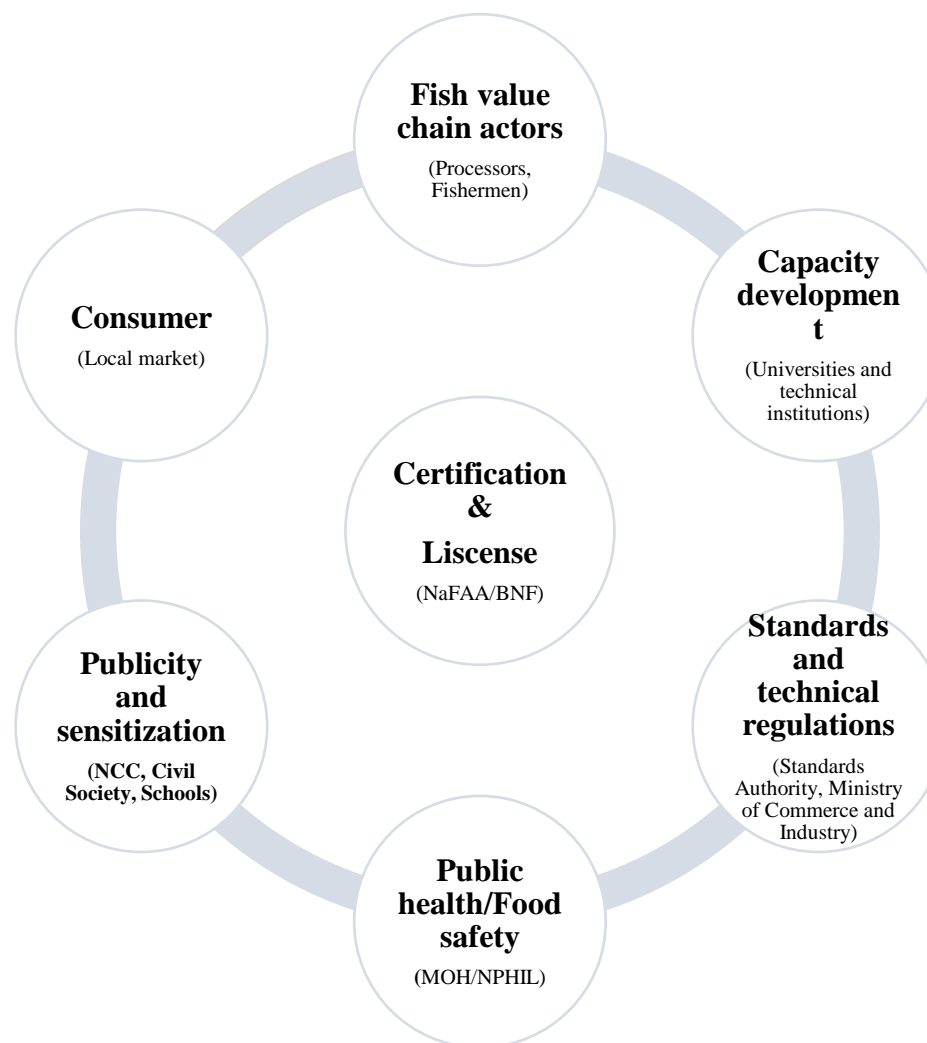 Fish value
chain actors
(Processors,
Fishermen)
Capacity
developmen
t
(Universities and
technical
institutions)
Standards
and
technical
regulations
(Standards
Authority, Ministry
of Commerce and
Industry)
Public
health/Food
safety
(MOH/NPHIL)
Publicity
and
sensitization
(NCC, Civil
Society, Schools)
Consumer
(Local market)
Certification
&
Liscense
(NaFAA/BNF)